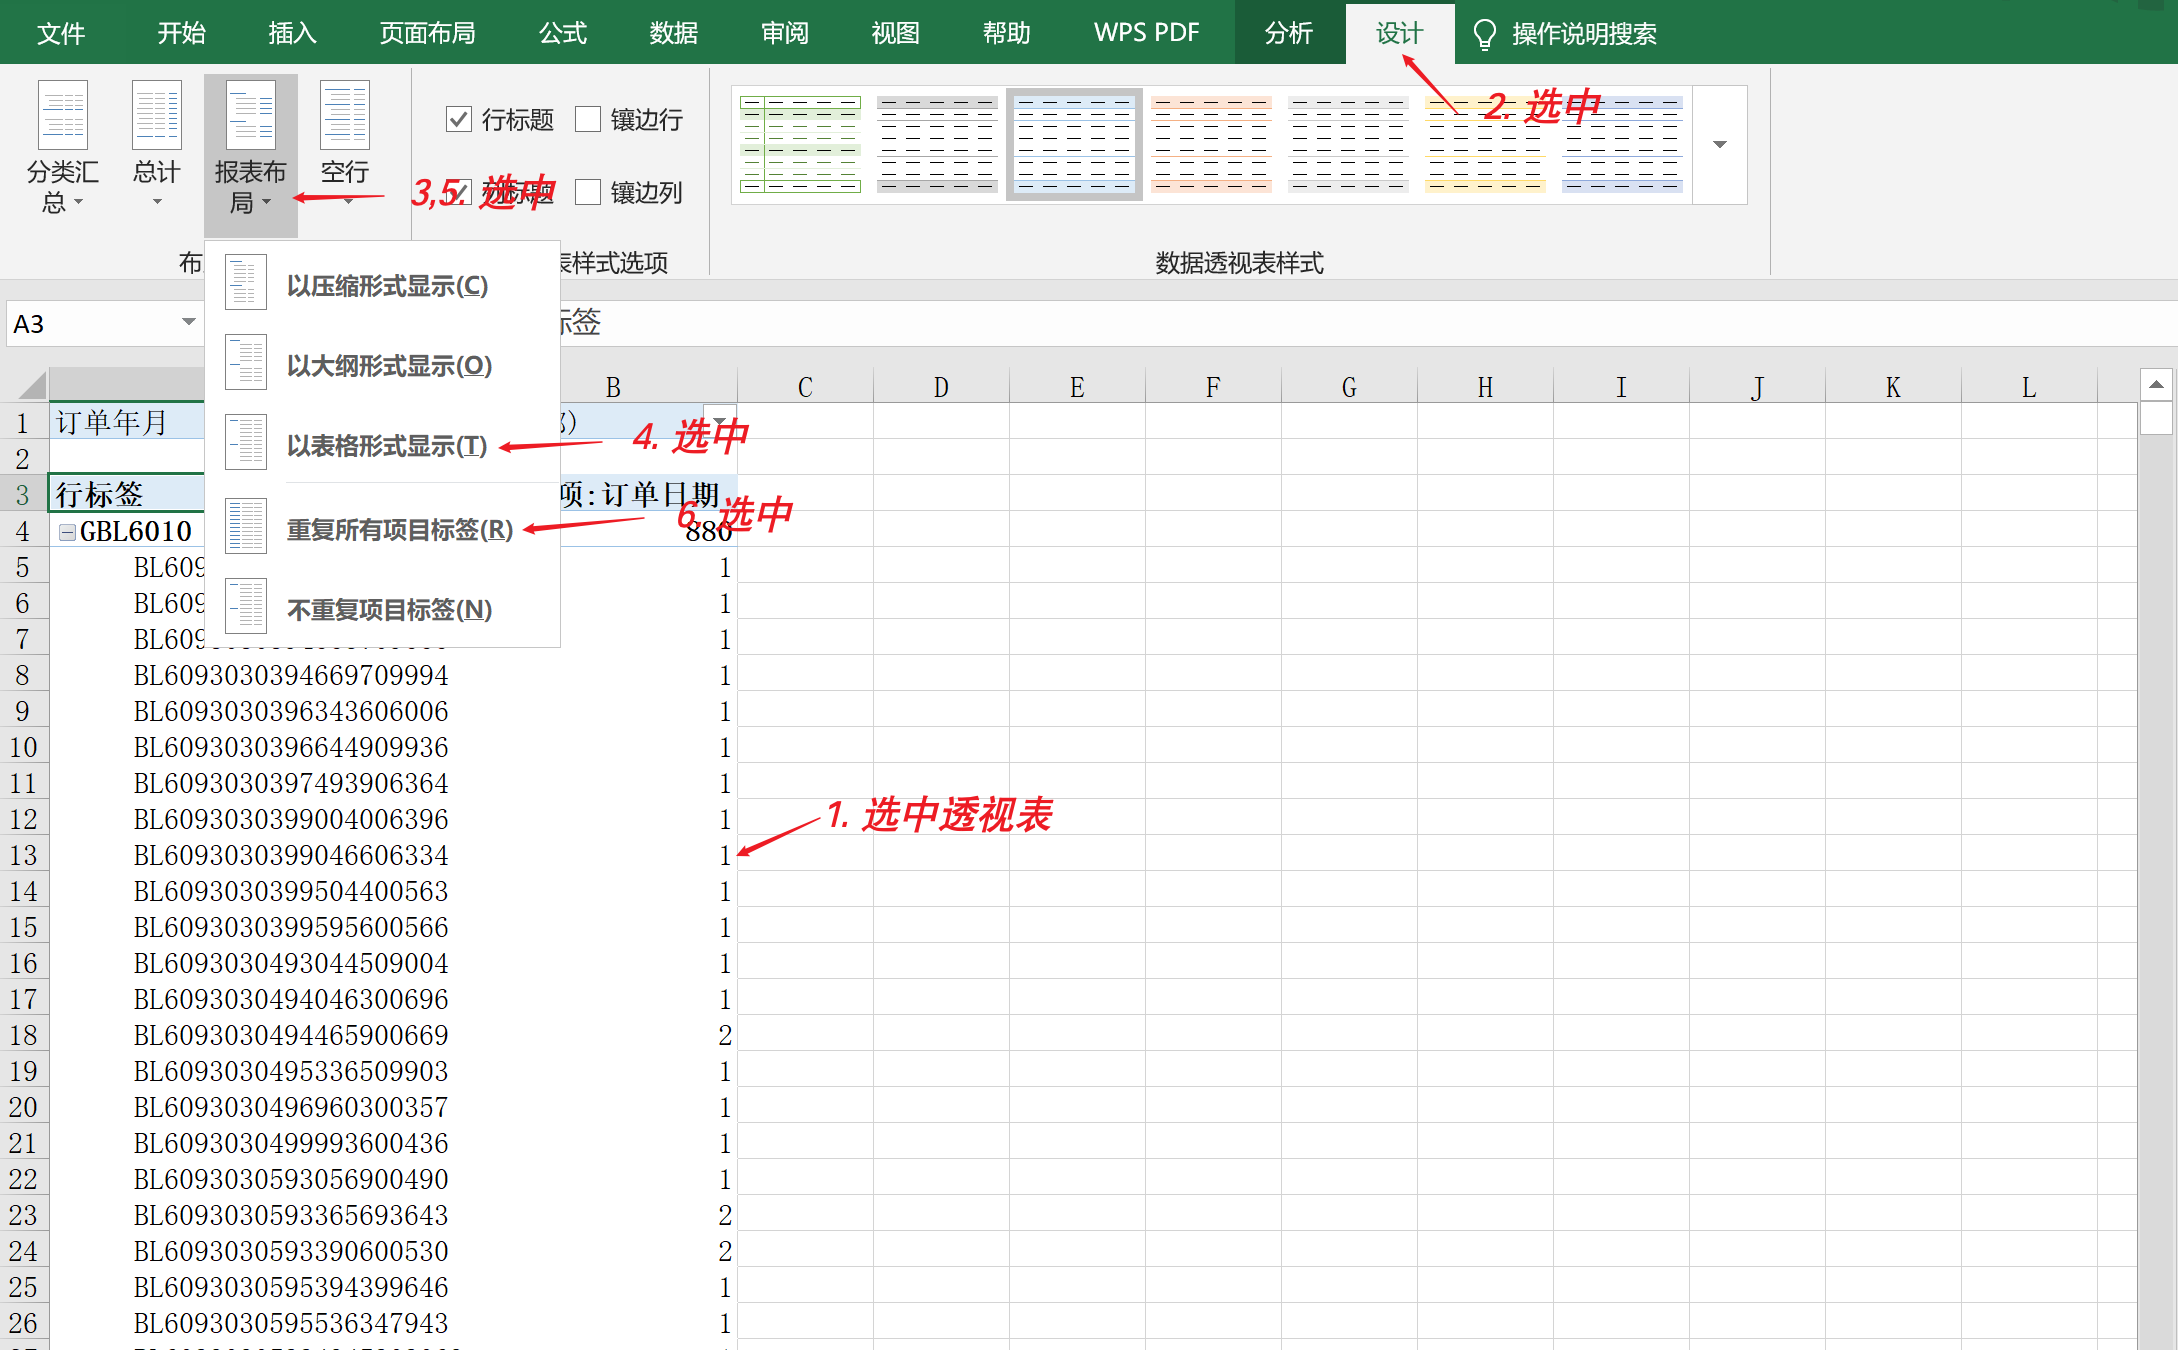 文件 开始 插入 页面布局 公式 数据 审阅 视图 帮助 WPS PDF 分析 设计 操作说明搜索
2. 选中
分类汇总 总计 报表布局 空行
行标题 镶边行
镶边列
3,5. 选中
表样式选项 数据透视表样式
以压缩形式显示(C)
以大纲形式显示(O)
以表格形式显示(T)
4. 选中
重复所有项目标签(R)
6. 选中
不重复项目标签(N)
A3 标签
B C D E F G H I J K L
1 订单年月
2
3 行标签 项:订单日期
4 GBL6010 880
5 BL609 1
6 BL609 1
7 BL609 1
8 BL6093030394669709994 1
9 BL6093030396343606006 1
10 BL6093030396644909936 1
11 BL6093030397493906364 1
12 BL6093030399004006396 1
1. 选中透视表
13 BL6093030399046606334 1
14 BL6093030399504400563 1
15 BL6093030399595600566 1
16 BL6093030493044509004 1
17 BL6093030494046300696 1
18 BL6093030494465900669 2
19 BL6093030495336509903 1
20 BL6093030496960300357 1
21 BL6093030499993600436 1
22 BL6093030593056900490 1
23 BL6093030593365693643 2
24 BL6093030593390600530 2
25 BL6093030595394399646 1
26 BL6093030595536347943 1